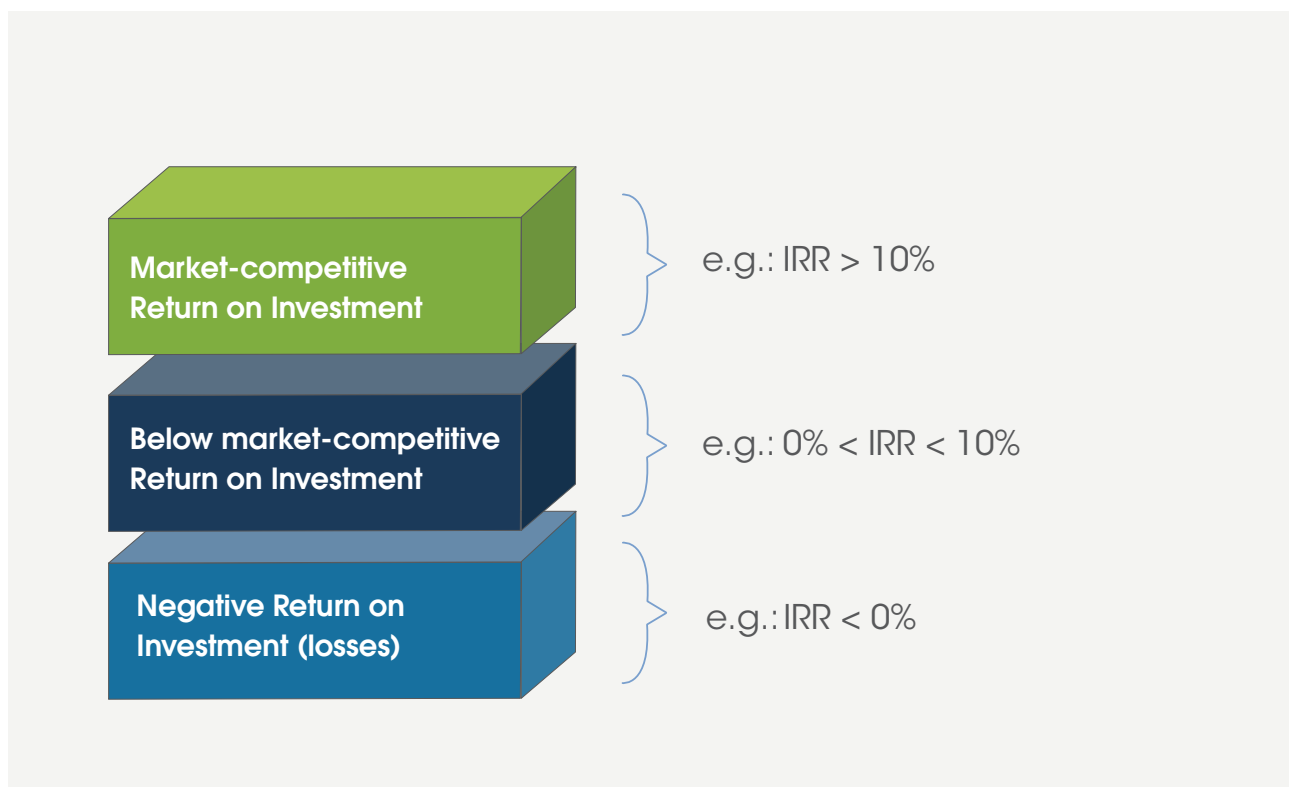 Market-competitive
Return on Investment
e.g.: IRR > 10%
Below market-competitive
Return on Investment
e.g.: 0% < IRR < 10%
Negative Return on
Investment (losses)
e.g.: IRR < 0%